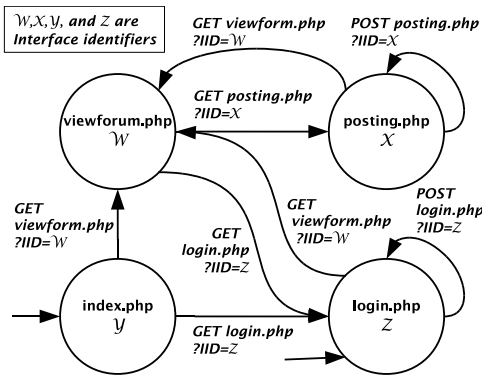 W,X,Y, and Z are
Interface identifiers
GET viewform.php
?IID=W
POST posting.php
?IID=X
GET posting.php
?IID=X
viewforum.php
W
posting.php
X
GET
viewform.php
?IID=W
GET
login.php
?IID=Z
GET
viewform.php
?IID=W
POST
login.php
?IID=Z
index.php
Y
login.php
Z
GET login.php
?IID=Z